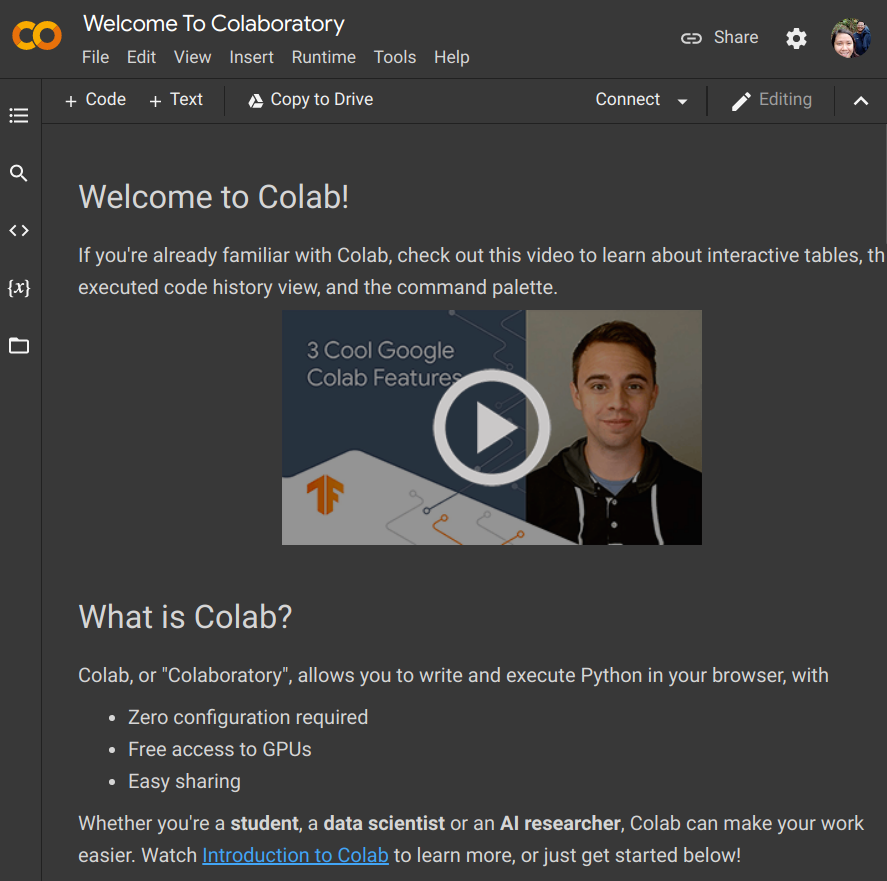 Welcome To Colaboratory
File Edit View Insert Runtime Tools Help
Share
+ Code + Text Copy to Drive
Connect
Editing
{x}
Welcome to Colab!
If you're already familiar with Colab, check out this video to learn about interactive tables, th
executed code history view, and the command palette.
3 Cool Google
Colab Features
What is Colab?
Colab, or "Colaboratory", allows you to write and execute Python in your browser, with
• Zero configuration required
• Free access to GPUs
• Easy sharing
Whether you're a student, a data scientist or an AI researcher, Colab can make your work
easier. Watch Introduction to Colab to learn more, or just get started below!